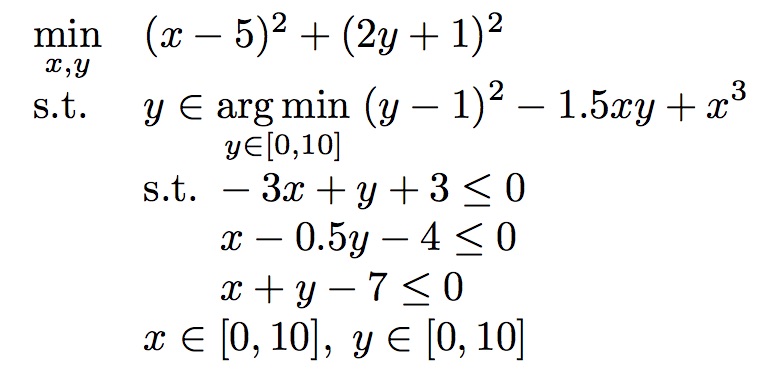 min (x − 5)² + (2y + 1)²
x,y
s.t. y ∈ arg min (y − 1)² − 1.5xy + x³
y∈[0,10]
s.t. − 3x + y + 3 ≤ 0
x − 0.5y − 4 ≤ 0
x + y − 7 ≤ 0
x ∈ [0, 10], y ∈ [0, 10]